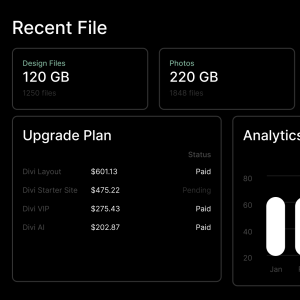 Recent File
Design Files
120 GB
1250 files
Photos
220 GB
1848 files
Upgrade Plan
Status
Divi Layout $601.13 Paid
Divi Starter Site $475.22 Pending
Divi VIP $275.43 Paid
Divi Ai $202.87 Paid
Analytics
80
60
40
20
Jan